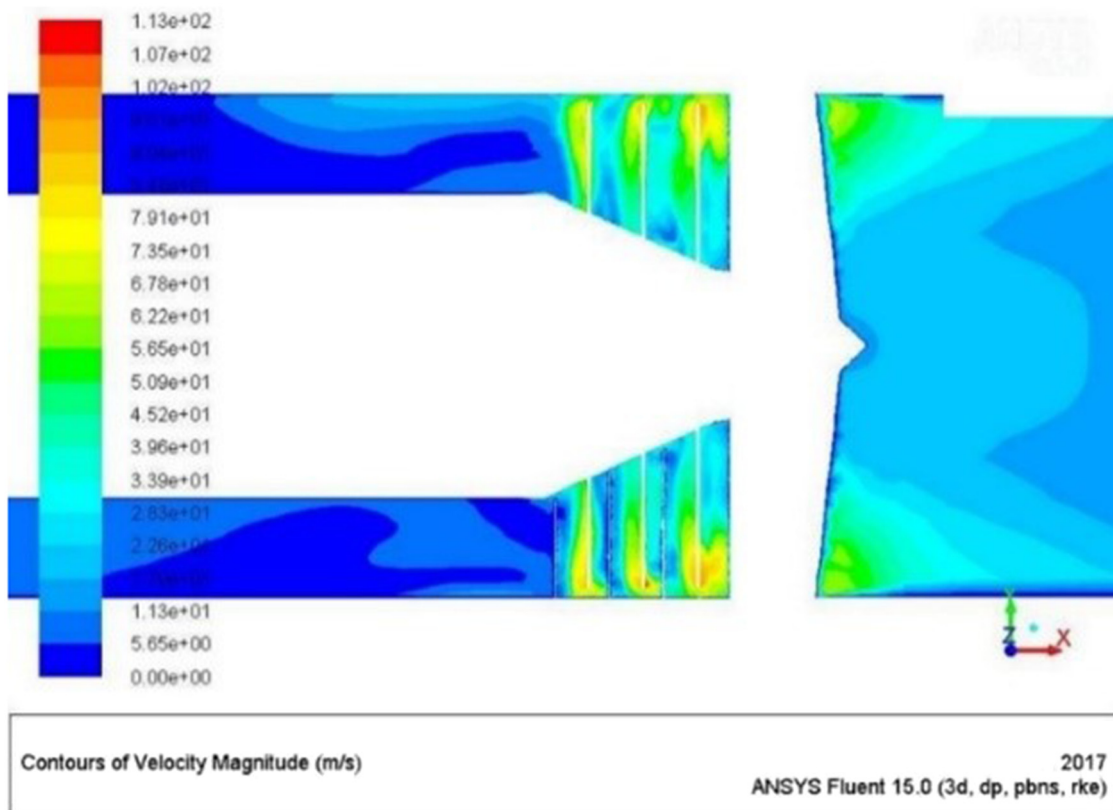 1.13e+02
1.07e+02
1.02e+02
7.91e+01
7.35e+01
6.78e+01
6.22e+01
5.65e+01
5.09e+01
4.52e+01
3.96e+01
3.39e+01
2.83e+01
2.26e+01
1.13e+01
5.65e+00
0.00e+00
Y
Z
X
Contours of Velocity Magnitude (m/s)
2017
ANSYS Fluent 15.0 (3d, dp, pbns, rke)